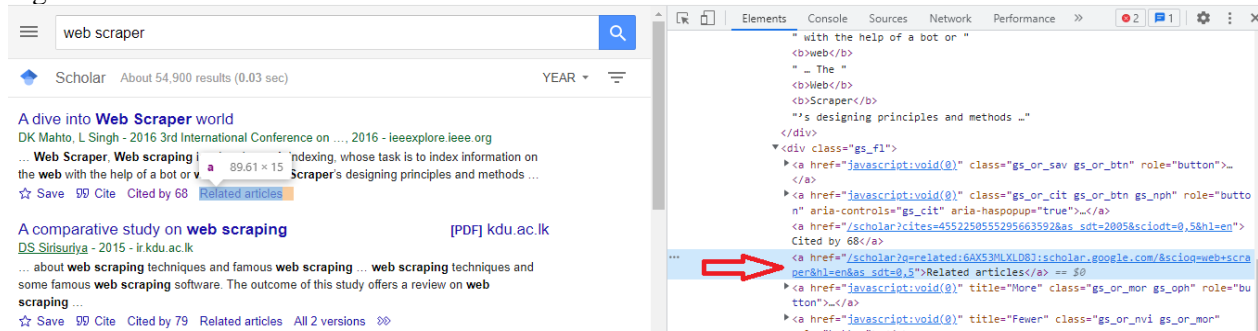 web scraper
Scholar About 54,900 results (0.03 sec) YEAR
A dive into Web Scraper world
DK Mahto, L Singh - 2016 3rd International Conference on …, 2016 - ieeexplore.ieee.org
... Web Scraper, Web scraping i indexing, whose task is to index information on
the web with the help of a bot or w Scraper's designing principles and methods ...
a 89.61 × 15
Save Cite Cited by 68 Related articles
A comparative study on web scraping [PDF] kdu.ac.lk
DS Sirisuriya - 2015 - ir.kdu.ac.lk
... about web scraping techniques and famous web scraping ... web scraping techniques and
some famous web scraping software. The outcome of this study offers a review on web
scraping ...
Save Cite Cited by 79 Related articles All 2 versions
Elements Console Sources Network Performance » 2 1
" with the help of a bot or "
<b>web</b>
" … The "
<b>Web</b>
<b>Scraper</b>
"'s designing principles and methods …"
</div>
▼<div class="gs_fl">
▶<a href="javascript:void(0)" class="gs_or_sav gs_or_btn" role="button">…
</a>
▶<a href="javascript:void(0)" class="gs_or_cit gs_or_btn gs_nph" role="butto
n" aria-controls="gs_cit" aria-haspopup="true">…</a>
<a href="/scholar?cites=4552250555295663592&as_sdt=2005&sciodt=0,5&hl=en">
Cited by 68</a>
<a href="/scholar?q=related:6AX53MLXLD8J:scholar.google.com/&scioq=web+scra
per&hl=en&as_sdt=0,5">Related articles</a> == $0
▶<a href="javascript:void(0)" title="More" class="gs_or_mor gs_oph" role="bu
tton">…</a>
▶<a href="javascript:void(0)" title="Fewer" class="gs_or_nvi gs_or_mor"